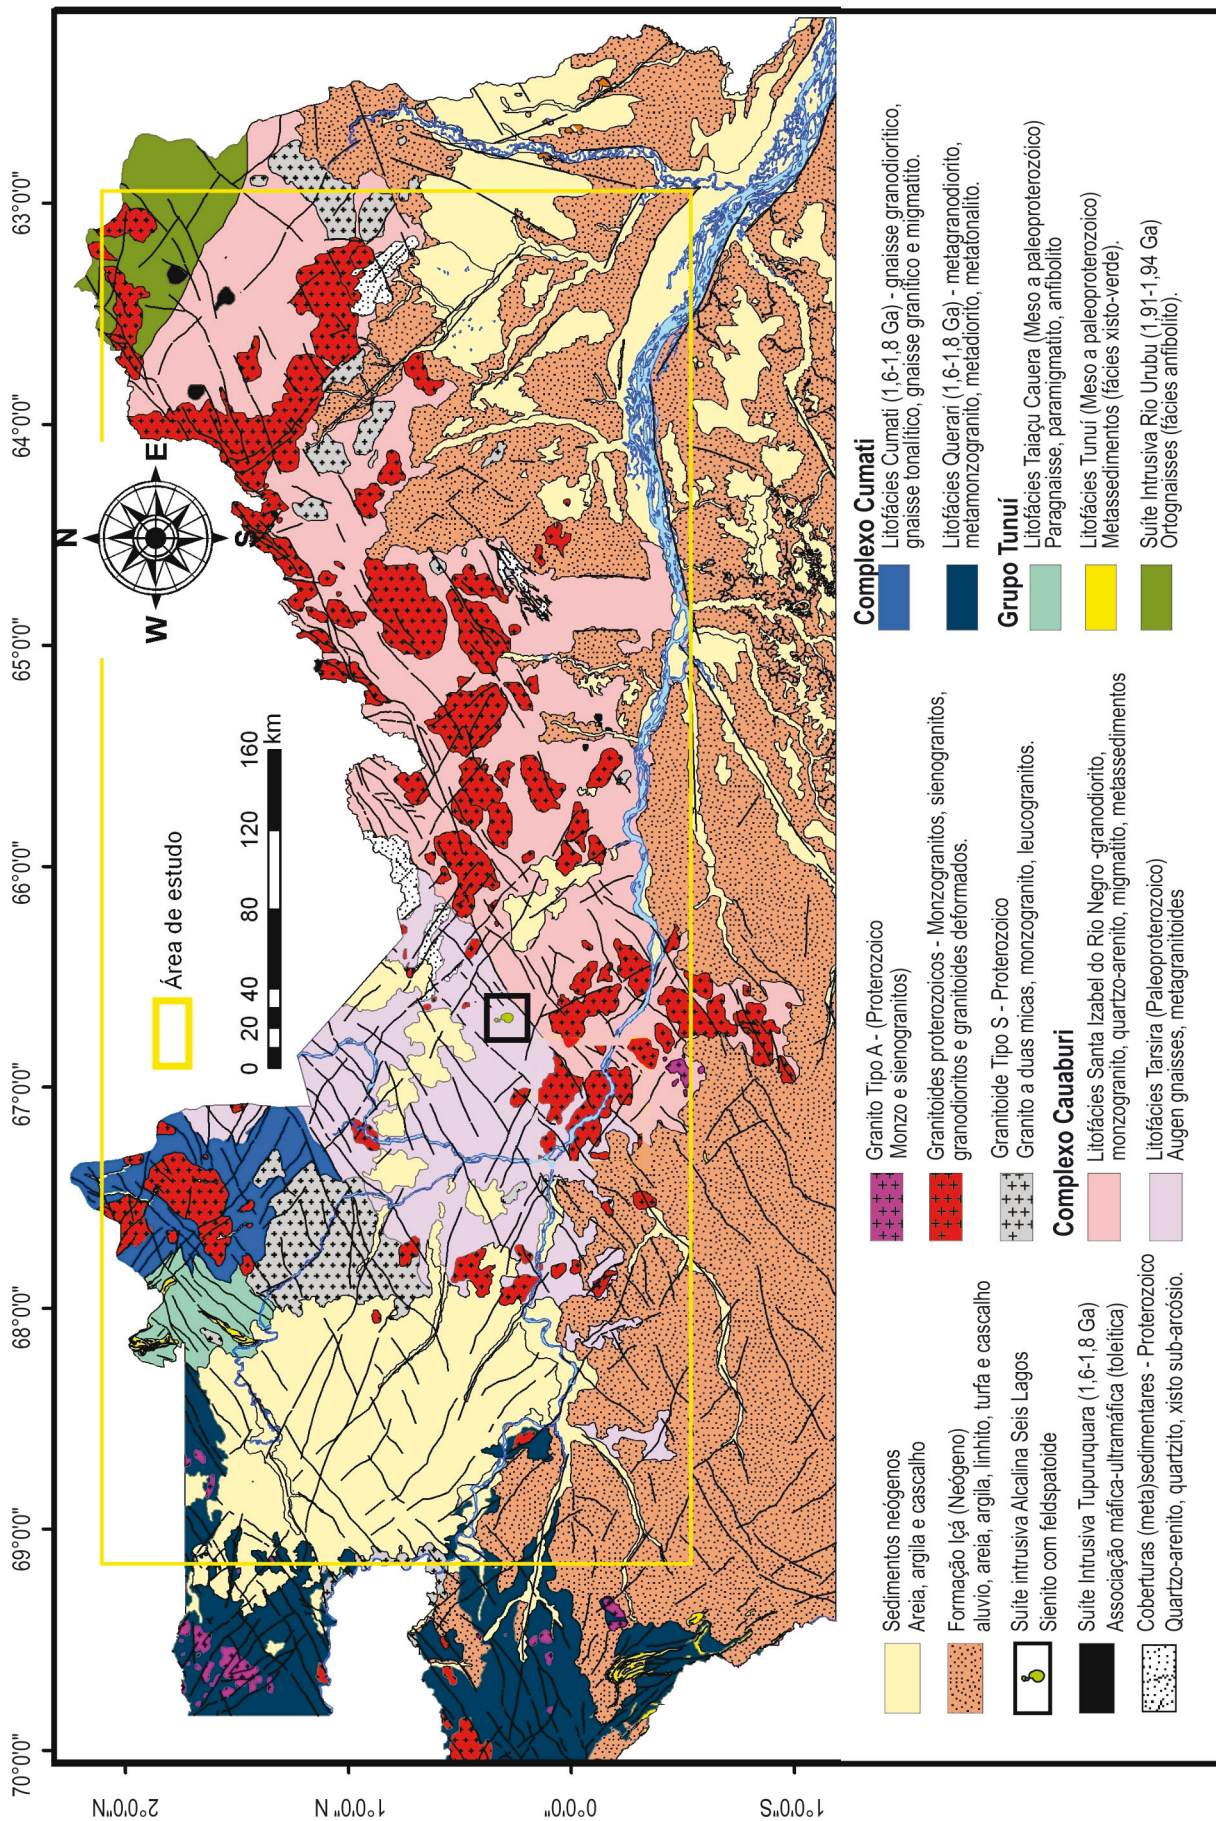 70°0'0"
69°0'0"
68°0'0"
67°0'0"
66°0'0"
65°0'0"
64°0'0"
63°0'0"
2°0'0"N
1°0'0"N
0°0'0"
1°0'0"S
N
W
E
S
Área de estudo
0 20 40 80 120 160
km
Sedimentos neógenos
Areia, argila e cascalho
Formação Içá (Neógeno)
aluvio, areia, argila, linhito, turfa e cascalho
Suíte Intrusiva Alcalina Seis Lagos
Sienito com feldspatoide
Suíte Intrusiva Tupuruquara (1,6-1,8 Ga)
Associação máfica-ultramáfica (toleítica)
Coberturas (meta)sedimentares - Proterozoico
Quartzo-arenito, quartzito, xisto sub-arcósio.
Granito Tipo A - (Proterozoico
Monzo e sienogranitos)
Granitoides proterozoicos - Monzogranitos, sienogranitos,
granodioritos e granitoides deformados.
Granitoide Tipo S - Proterozoico
Granito a duas micas, monzogranito, leucogranitos.
Complexo Cauaburi
Litofácies Santa Izabel do Rio Negro -granodiorito,
monzogranito, quartzo-arenito, migmatito, metassedimentos
Litofácies Tarsira (Paleoproterozoico)
Augen gnaisses, metagranitoides
Complexo Cumati
Litofácies Cumati (1,6-1,8 Ga) - gnaisse granodiorítico,
gnaisse tonalítico, gnaisse granítico e migmatito.
Litofácies Querari (1,6-1,8 Ga) - metagranodiorito,
metamonzogranito, metadiorito, metatonalito.
Grupo Tunuí
Litofácies Taiaçu Cauera (Meso a paleoproterozóico)
Paragnaisse, paramigmatito, anfibolito
Litofácies Tunuí (Meso a paleoproterozoico)
Metassedimentos (fácies xisto-verde).
Suíte Intrusiva Rio Urubu (1,91-1,94 Ga)
Ortognaisses (fácies anfibolito).